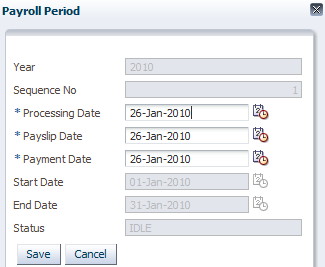 Payroll Period
Year 2010
Sequence No 1
* Processing Date 26-Jan-2010
* Payslip Date 26-Jan-2010
* Payment Date 26-Jan-2010
Start Date 01-Jan-2010
End Date 31-Jan-2010
Status IDLE
Save Cancel